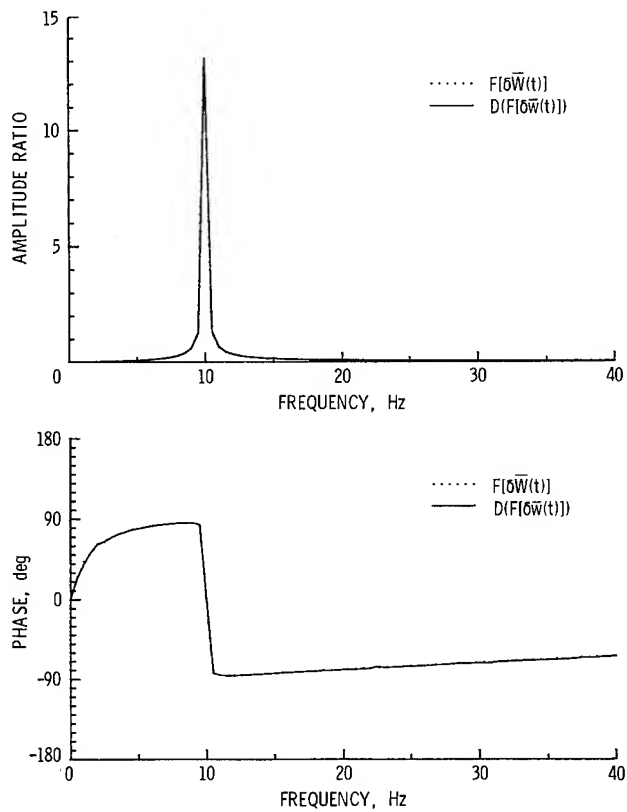 15
10
5
AMPLITUDE RATIO
F[δW̅(t)]
D(F[δw̅(t)])
0 10 20 30 40
FREQUENCY, Hz
180
90
0
-90
-180
PHASE, deg
F[δW̅(t)]
D(F[δw̅(t)])
0 10 20 30 40
FREQUENCY, Hz